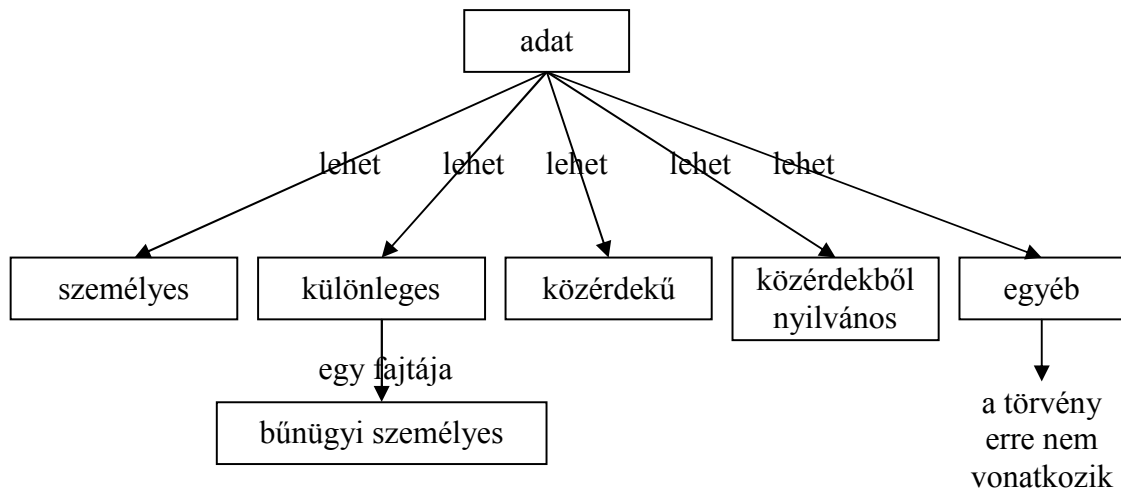 adat
lehet lehet lehet lehet lehet
személyes
különleges
közérdekű
közérdekből
nyilvános
egyéb
egy fajtája
bűnügyi személyes
a törvény
erre nem
vonatkozik